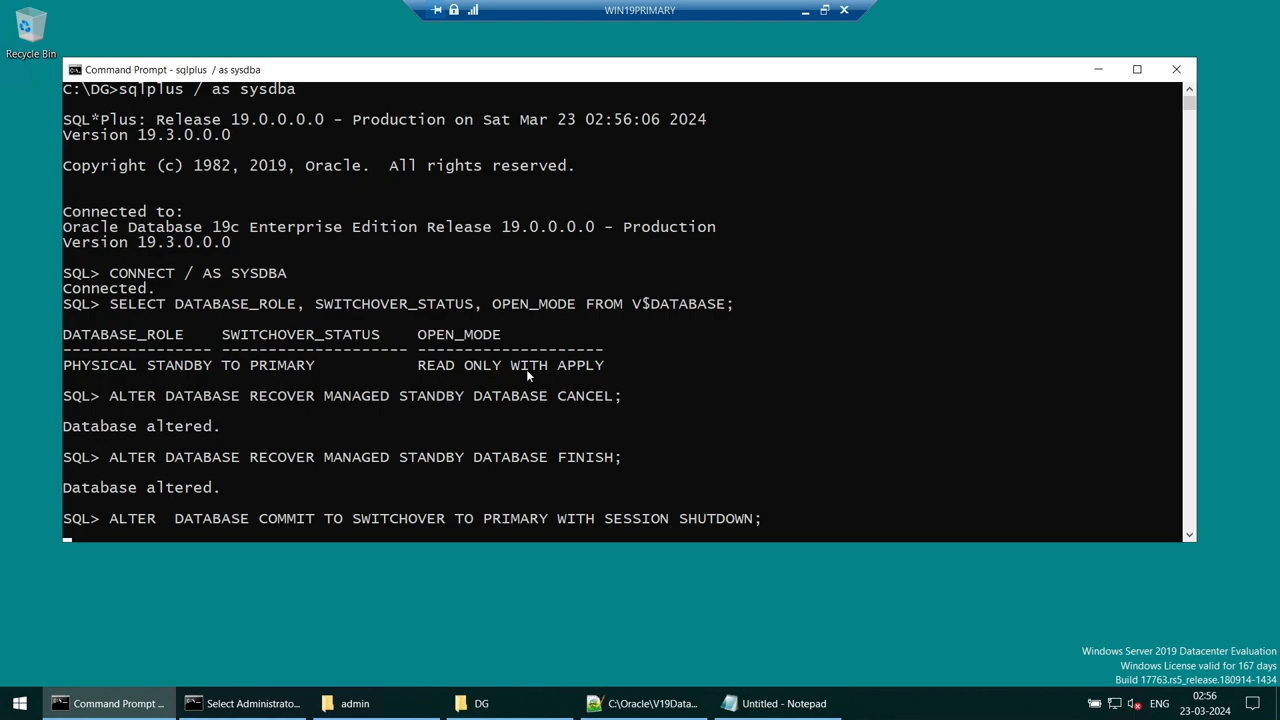 WIN19PRIMARY
Recycle Bin
Command Prompt - sqlplus  / as sysdba
C:\DG>sqlplus / as sysdba
SQL*Plus: Release 19.0.0.0.0 - Production on Sat Mar 23 02:56:06 2024
Version 19.3.0.0.0
Copyright (c) 1982, 2019, Oracle.  All rights reserved.
Connected to:
Oracle Database 19c Enterprise Edition Release 19.0.0.0.0 - Production
Version 19.3.0.0.0
SQL> CONNECT / AS SYSDBA
Connected.
SQL> SELECT DATABASE_ROLE, SWITCHOVER_STATUS, OPEN_MODE FROM V$DATABASE;
DATABASE_ROLE    SWITCHOVER_STATUS    OPEN_MODE
---------------- -------------------- --------------------
PHYSICAL STANDBY TO PRIMARY           READ ONLY WITH APPLY
SQL> ALTER DATABASE RECOVER MANAGED STANDBY DATABASE CANCEL;
Database altered.
SQL> ALTER DATABASE RECOVER MANAGED STANDBY DATABASE FINISH;
Database altered.
SQL> ALTER  DATABASE COMMIT TO SWITCHOVER TO PRIMARY WITH SESSION SHUTDOWN;
Windows Server 2019 Datacenter Evaluation
Windows License valid for 167 days
Build 17763.rs5_release.180914-1434
Command Prompt ...
Select Administrato...
admin
DG
C:\Oracle\V19Data...
Untitled - Notepad
ENG
02:56
23-03-2024